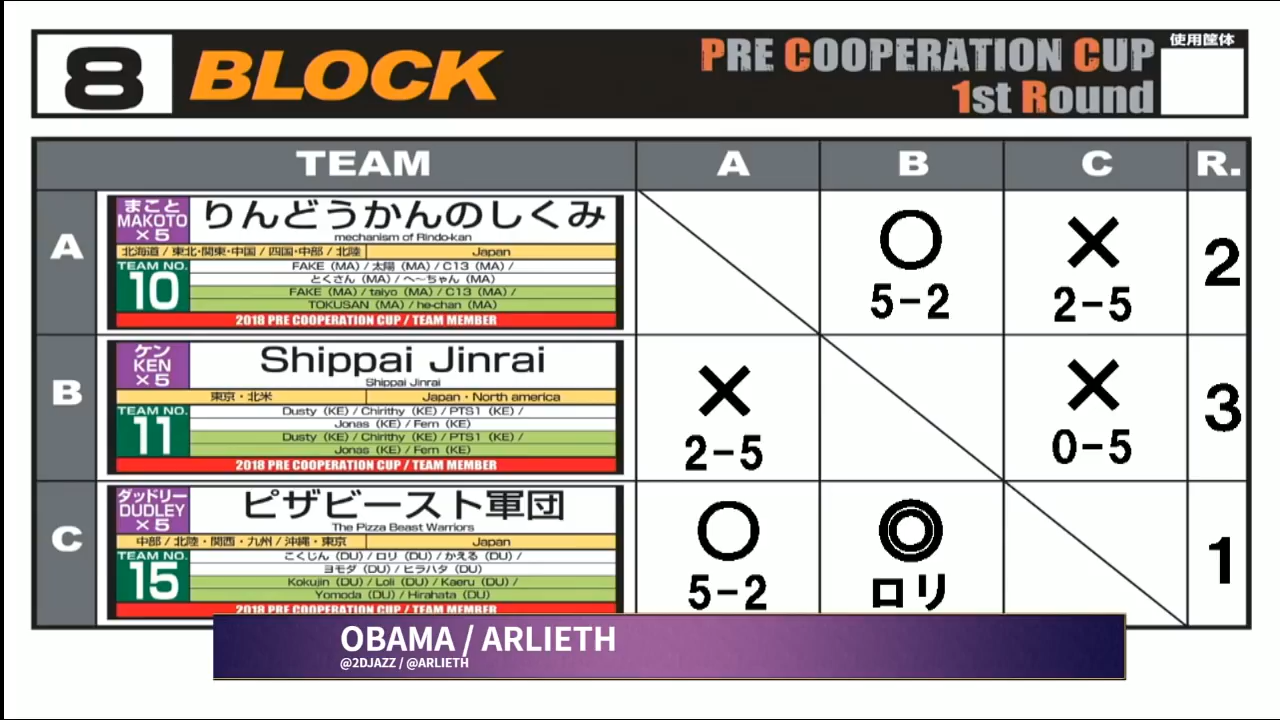 8 BLOCK
PRE COOPERATION CUP
1st Round
使用筐体
TEAM A B C R.
A
まこと
MAKOTO
×5
りんどうかんのしくみ
mechanism of Rindo-kan
北海道 / 東北・関東・中国 / 四国・中部 / 北陸 Japan
TEAM NO.
10
FAKE (MA) / 太陽 (MA) / C13 (MA) /
とくさん (MA) / へ～ちゃん (MA)
FAKE (MA) / taiyo (MA) / C13 (MA) /
TOKUSAN (MA) / he-chan (MA)
2018 PRE COOPERATION CUP / TEAM MEMBER
○ ×
5-2 2-5
2
B
ケン
KEN
×5
Shippai Jinrai
Shippai Jinrai
東京・北米 Japan・North america
TEAM NO.
11
Dusty (KE) / Chirithy (KE) / PTS1 (KE) /
Jonas (KE) / Fern (KE)
Dusty (KE) / Chirithy (KE) / PTS1 (KE) /
Jonas (KE) / Fern (KE)
2018 PRE COOPERATION CUP / TEAM MEMBER
× ×
2-5 0-5
3
C
ダッドリー
DUDLEY
×5
ピザビースト軍団
The Pizza Beast Warriors
中部 / 北陸・関西・九州 / 沖縄・東京 Japan
TEAM NO.
15
こくじん (DU) / ロリ (DU) / かえる (DU) /
ヨモダ (DU) / ヒラハタ (DU)
Kokujin (DU) / Loli (DU) / Kaeru (DU) /
Yomoda (DU) / Hirahata (DU)
2018 PRE COOPERATION CUP / TEAM MEMBER
○ ◎
5-2 ロリ
1
OBAMA / ARLIETH
@2DJAZZ / @ARLIETH